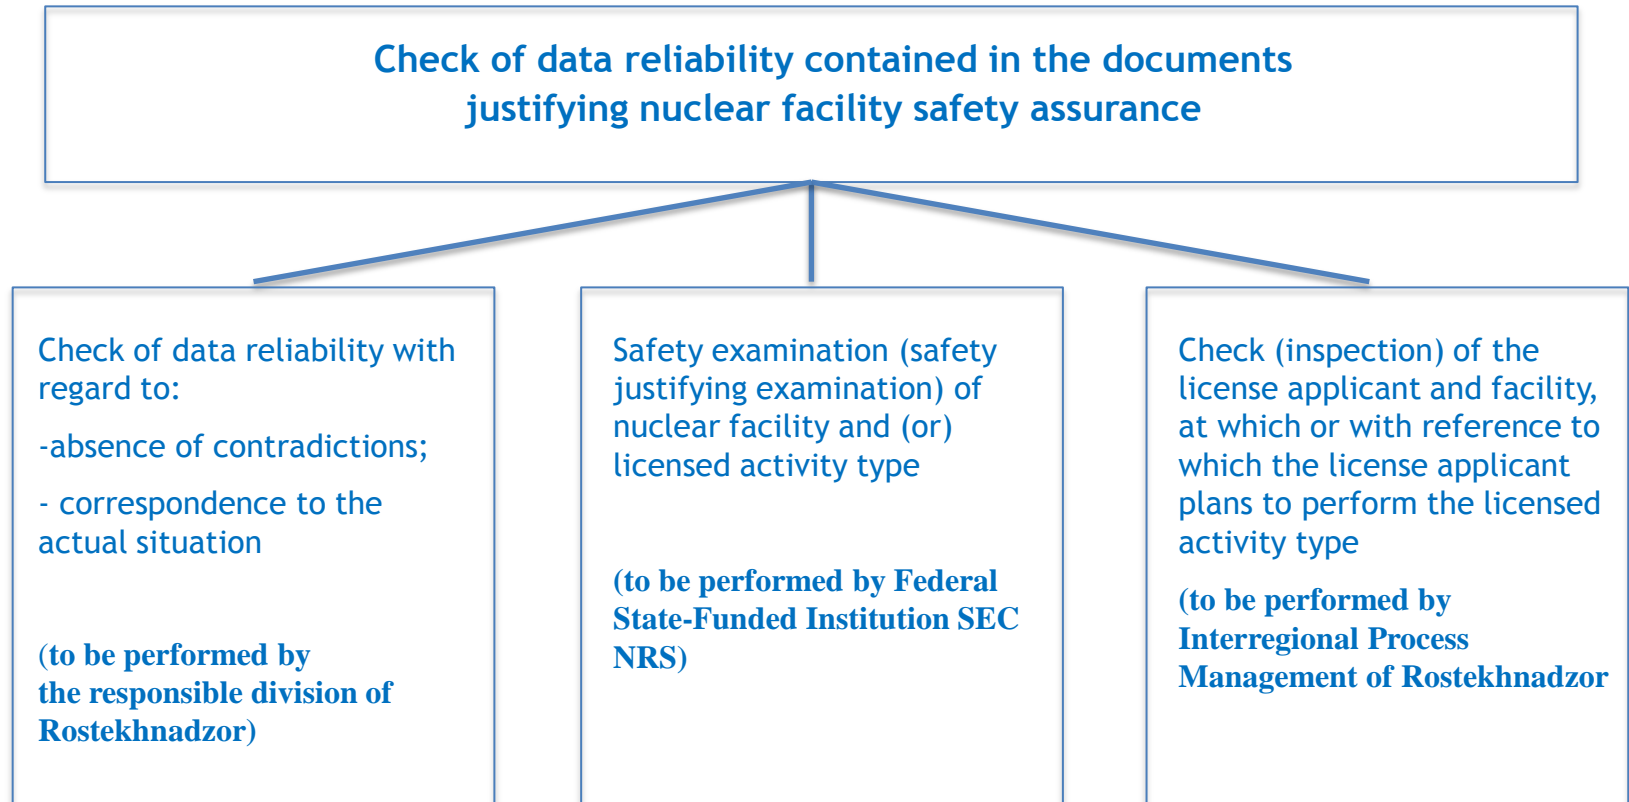 Check of data reliability contained in the documents
justifying nuclear facility safety assurance
Check of data reliability with
regard to:
-absence of contradictions;
- correspondence to the
actual situation
(to be performed by
the responsible division of
Rostekhnadzor)
Safety examination (safety
justifying examination) of
nuclear facility and (or)
licensed activity type
(to be performed by Federal
State-Funded Institution SEC
NRS)
Check (inspection) of the
license applicant and facility,
at which or with reference to
which the license applicant
plans to perform the licensed
activity type
(to be performed by
Interregional Process
Management of Rostekhnadzor